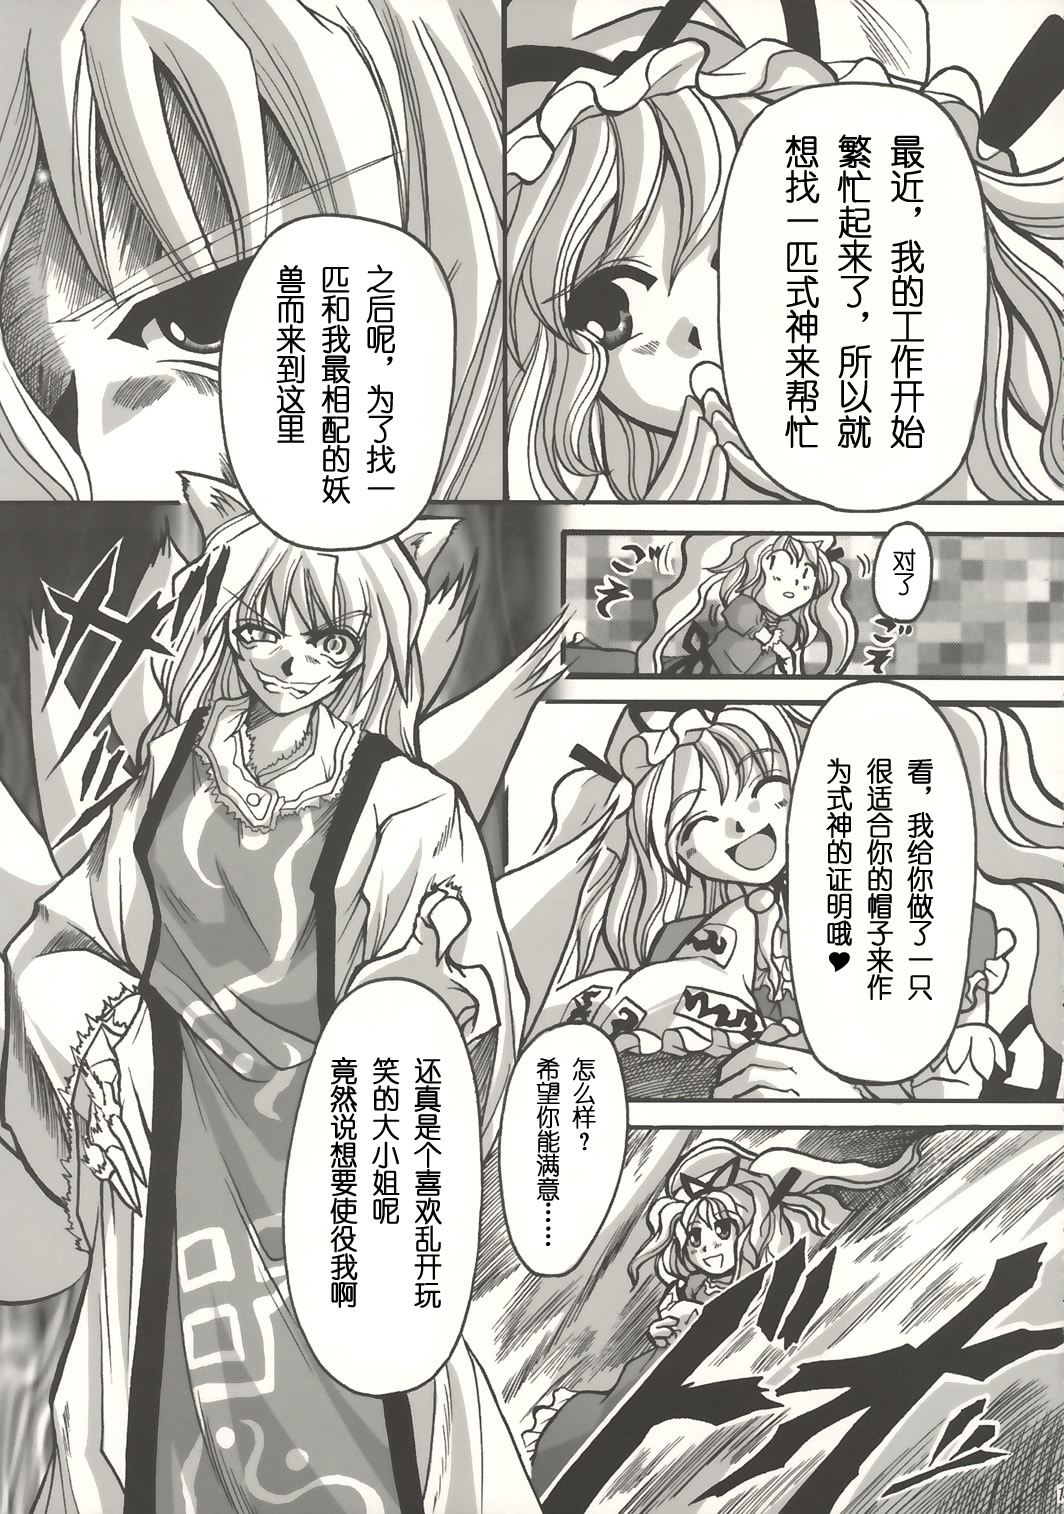 最近，我的工作开始
繁忙起来了，所以就
想找一匹式神来帮忙
之后呢，为了找一
匹和我最相配的妖
兽而来到这里
对了
看，我给你做了一只
很适合你的帽子来作
为式神的证明哦♥
怎么样？
希望你能满意……
还真是个喜欢乱开玩
笑的大小姐呢
竟然说想要使役我啊